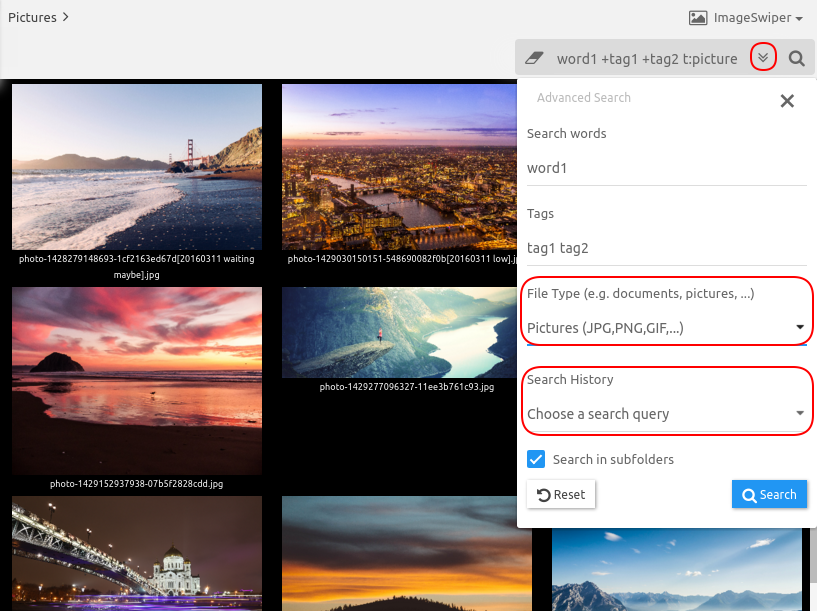 Pictures
ImageSwiper
word1 +tag1 +tag2 t:picture
Advanced Search
Search words
word1
Tags
tag1 tag2
File Type (e.g. documents, pictures, ...)
Pictures (JPG,PNG,GIF,...)
Search History
Choose a search query
Search in subfolders
Reset
Search
photo-1428279148693-1cf2163ed67d[20160311 waiting
maybe].jpg
photo-1429030150151-548690082f0b[20160311 low].jp
photo-1429277096327-11ee3b761c93.jpg
photo-1429152937938-07b5f2828cdd.jpg